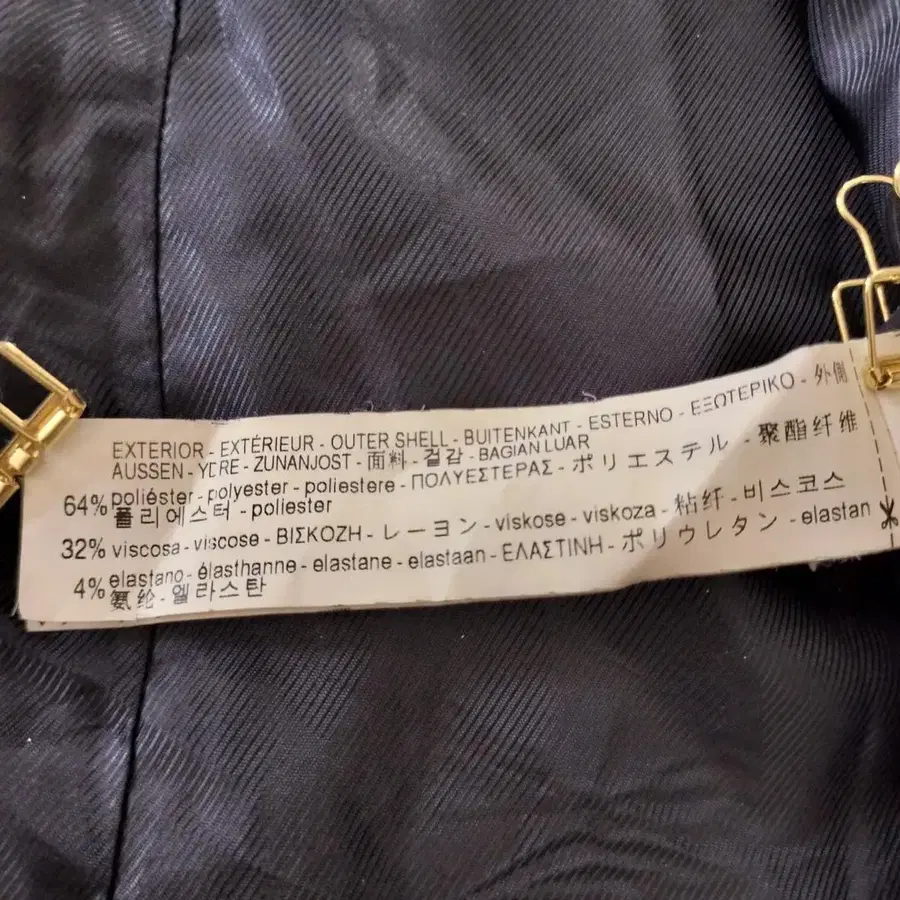 EXTERIOR - EXTÉRIEUR - OUTER SHELL - BUITENKANT - ESTERNO - ΕΞΩΤΕΡΙΚΟ - 外側
AUSSEN - YDRE - ZUNANJOST - 面料 - 겉감 - BAGIAN LUAR
64% poliéster - polyester - poliestere - ΠΟΛΥΕΣΤΕΡΑΣ - ポリエステル - 聚酯纤维
폴리에스터 - poliester
32% viscosa - viscose - ΒΙΣΚΟΖΗ - レーヨン - viskose - viskoza - 粘纤 - 비스코스
4% elastano - élasthanne - elastane - elastaan - ΕΛΑΣΤΙΝΗ - ポリウレタン - elastan
氨纶 - 엘라스탄